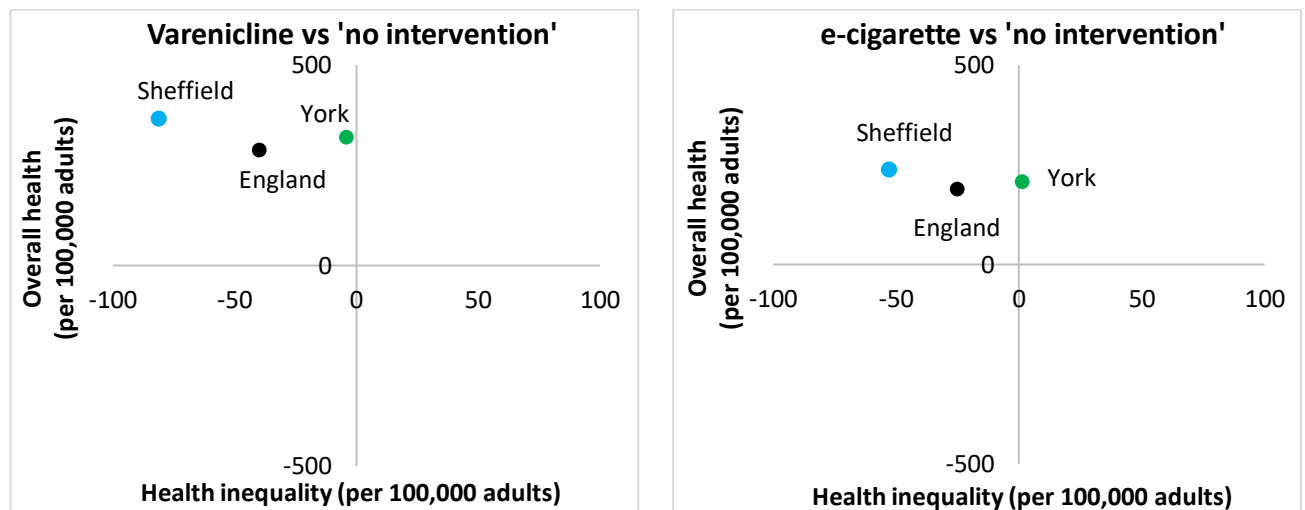 Varenicline vs 'no intervention'
500
Sheffield
York
England
Overall health
(per 100,000 adults)
0
-100
-50
0
50
100
-500
Health inequality (per 100,000 adults)
e-cigarette vs 'no intervention'
500
Sheffield
York
England
Overall health
(per 100,000 adults)
0
-100
-50
0
50
100
-500
Health inequality (per 100,000 adults)